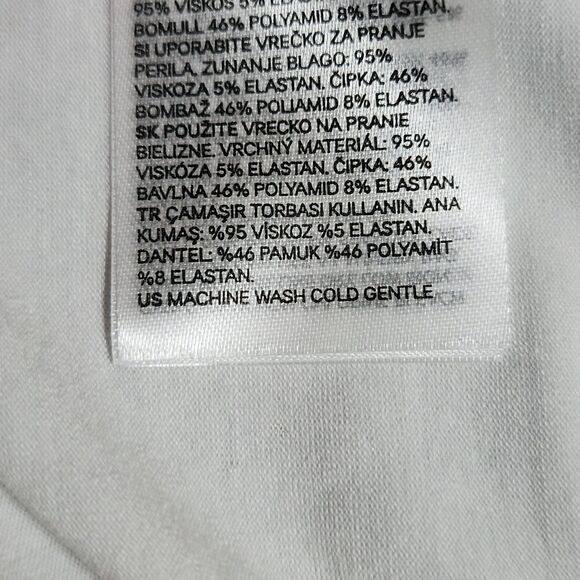 95% VISKOS 5%
BOMULL 46% POLYAMID 8% ELASTAN.
SI UPORABITE VREČKO ZA PRANJE
PERILA. ZUNANJE BLAGO: 95%
VISKOZA 5% ELASTAN. ČIPKA: 46%
BOMBAŽ 46% POLIAMID 8% ELASTAN.
SK POUŽITE VRECKO NA PRANIE
BIELIZNE. VRCHNÝ MATERIÁL: 95%
VISKÓZA 5% ELASTAN. ČIPKA: 46%
BAVLNA 46% POLYAMID 8% ELASTAN.
TR ÇAMAŞIR TORBASI KULLANIN. ANA
KUMAŞ: %95 VİSKOZ %5 ELASTAN.
DANTEL: %46 PAMUK %46 POLYAMİT
%8 ELASTAN.
US MACHINE WASH COLD GENTLE